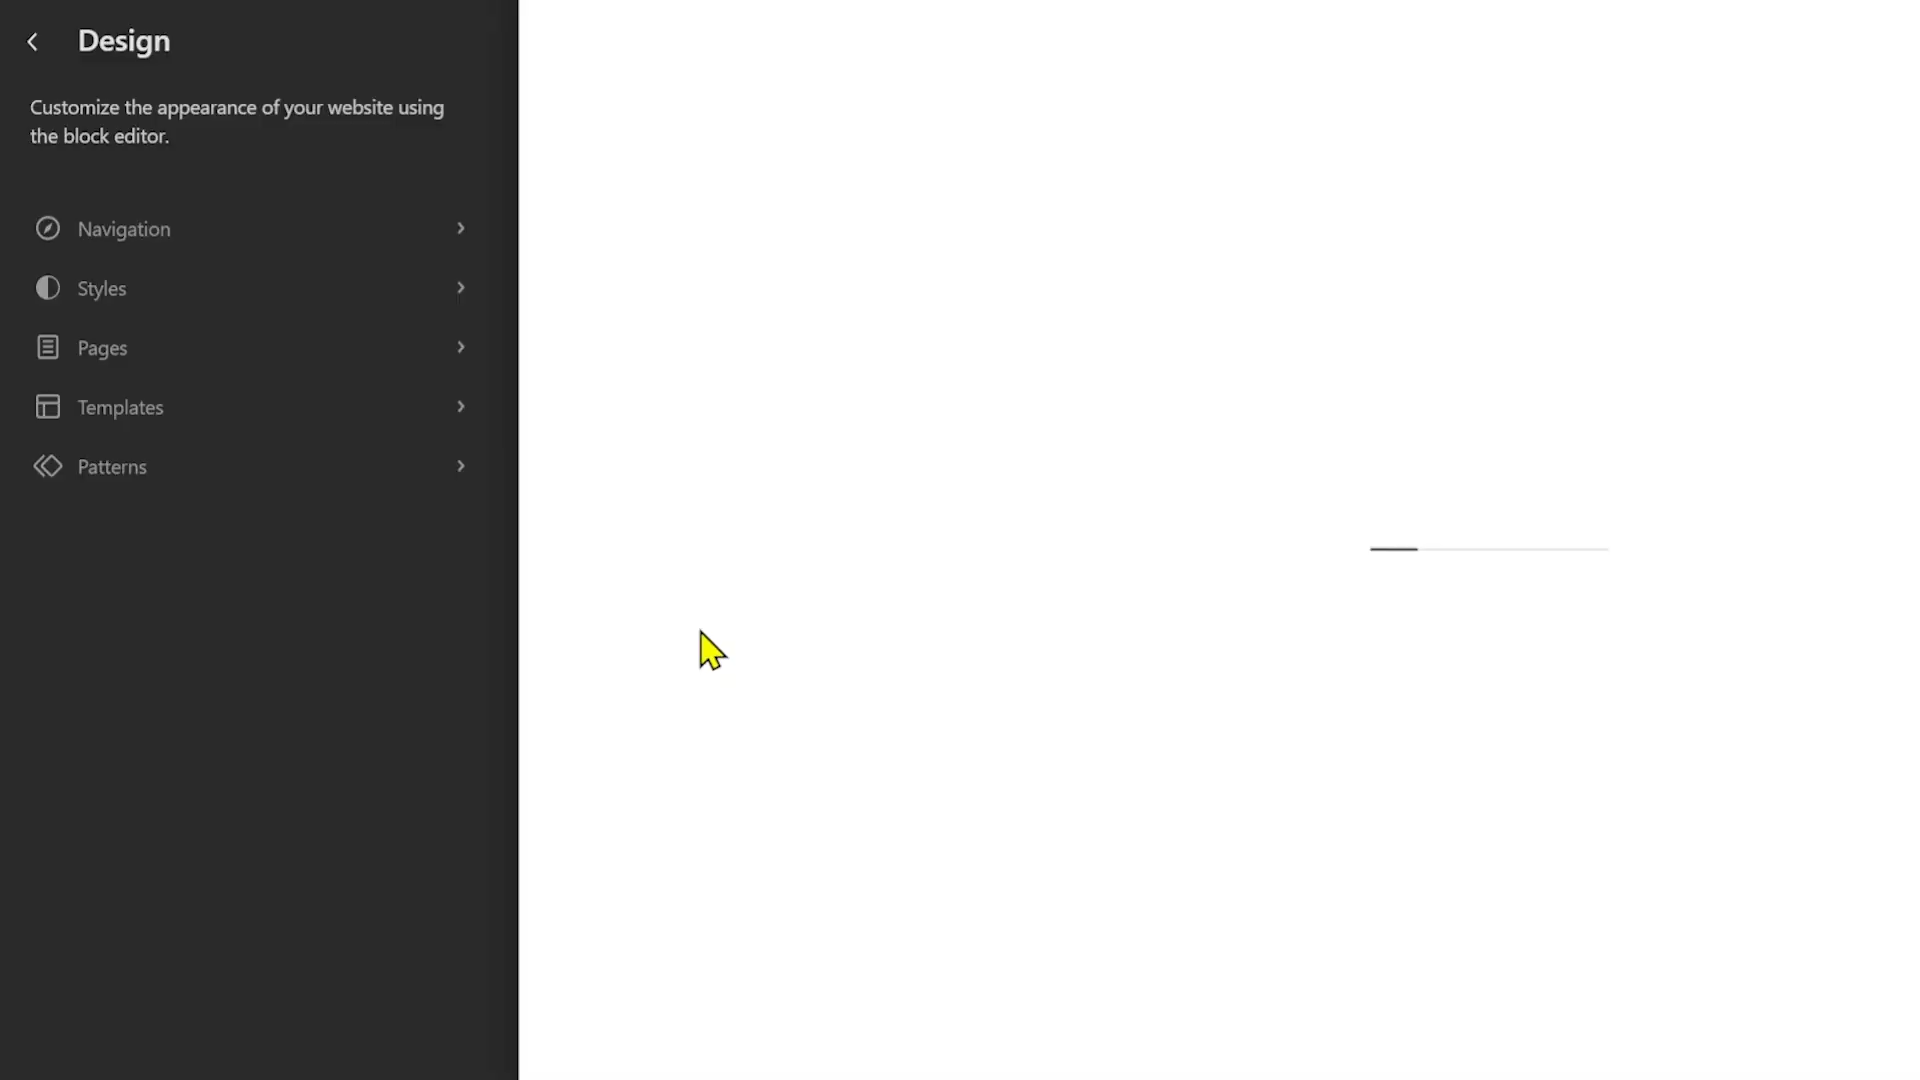 Design
Customize the appearance of your website using
the block editor.
Navigation
Styles
Pages
Templates
Patterns